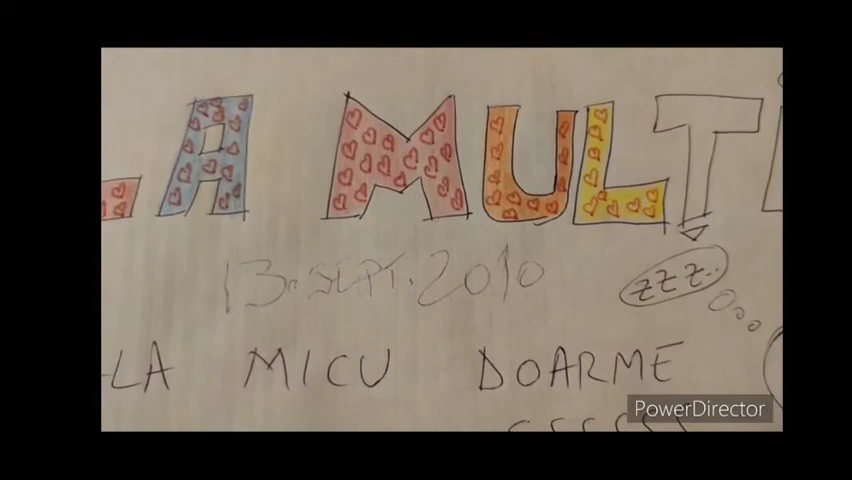 LA MULT
13. SEPT. 2010
zzz..
LA MICU DOARME
PowerDirector